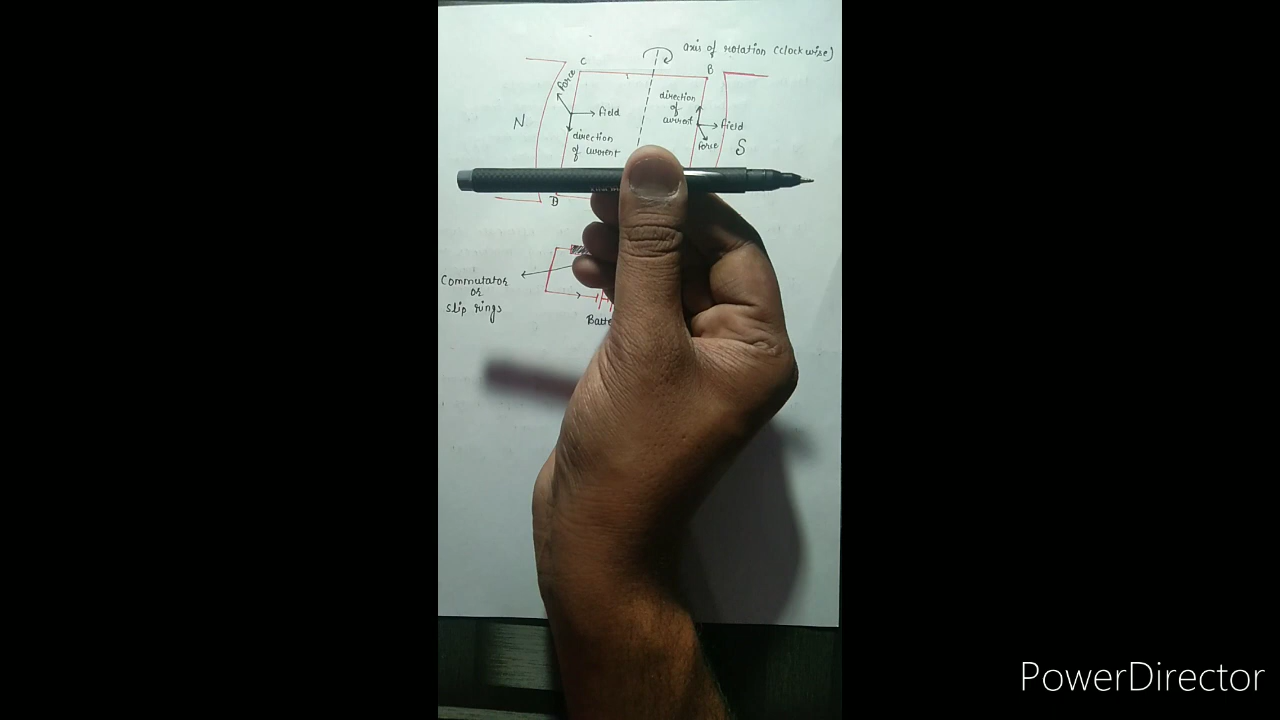 axis of rotation (clockwise)
C
B
force
direction
of
current
field
field
N
direction
of current
force
S
D
Commutator
or
slip rings
PowerDirector